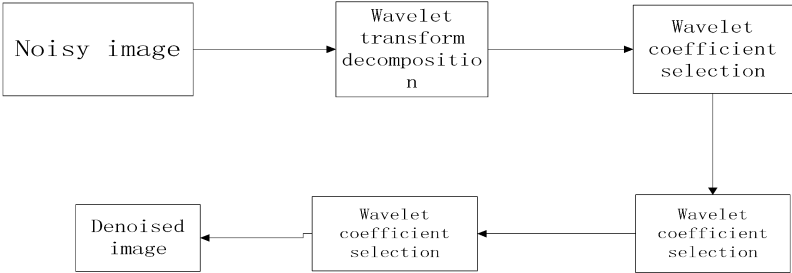 Noisy image
Wavelet
transform
decompositio
n
Wavelet
coefficient
selection
Wavelet
coefficient
selection
Wavelet
coefficient
selection
Denoised
image